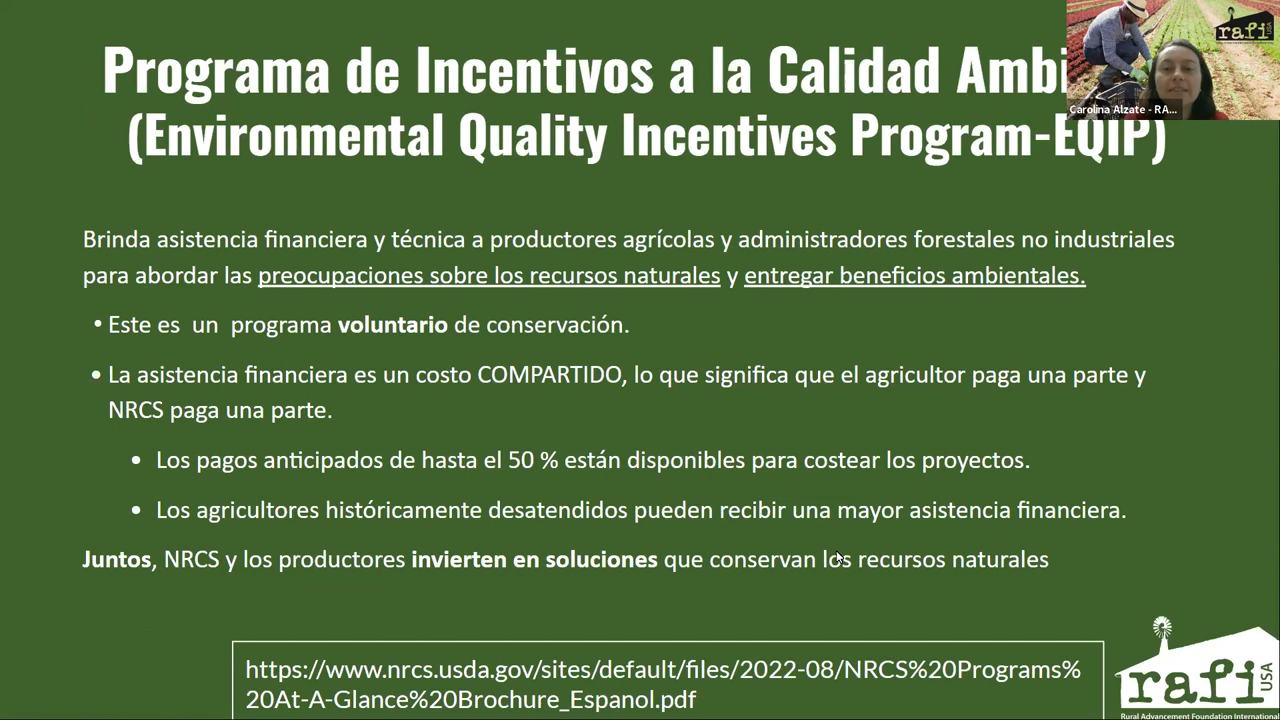 Programa de Incentivos a la Calidad Ambi
(Environmental Quality Incentives Program-EQIP)
rafi
USA
Carolina Alzate - RA...
Brinda asistencia financiera y técnica a productores agrícolas y administradores forestales no industriales
para abordar las preocupaciones sobre los recursos naturales y entregar beneficios ambientales.
• Este es un programa voluntario de conservación.
• La asistencia financiera es un costo COMPARTIDO, lo que significa que el agricultor paga una parte y
NRCS paga una parte.
• Los pagos anticipados de hasta el 50 % están disponibles para costear los proyectos.
• Los agricultores históricamente desatendidos pueden recibir una mayor asistencia financiera.
Juntos, NRCS y los productores invierten en soluciones que conservan los recursos naturales
https://www.nrcs.usda.gov/sites/default/files/2022-08/NRCS%20Programs%
20At-A-Glance%20Brochure_Espanol.pdf
rafi
USA
Rural Advancement Foundation International